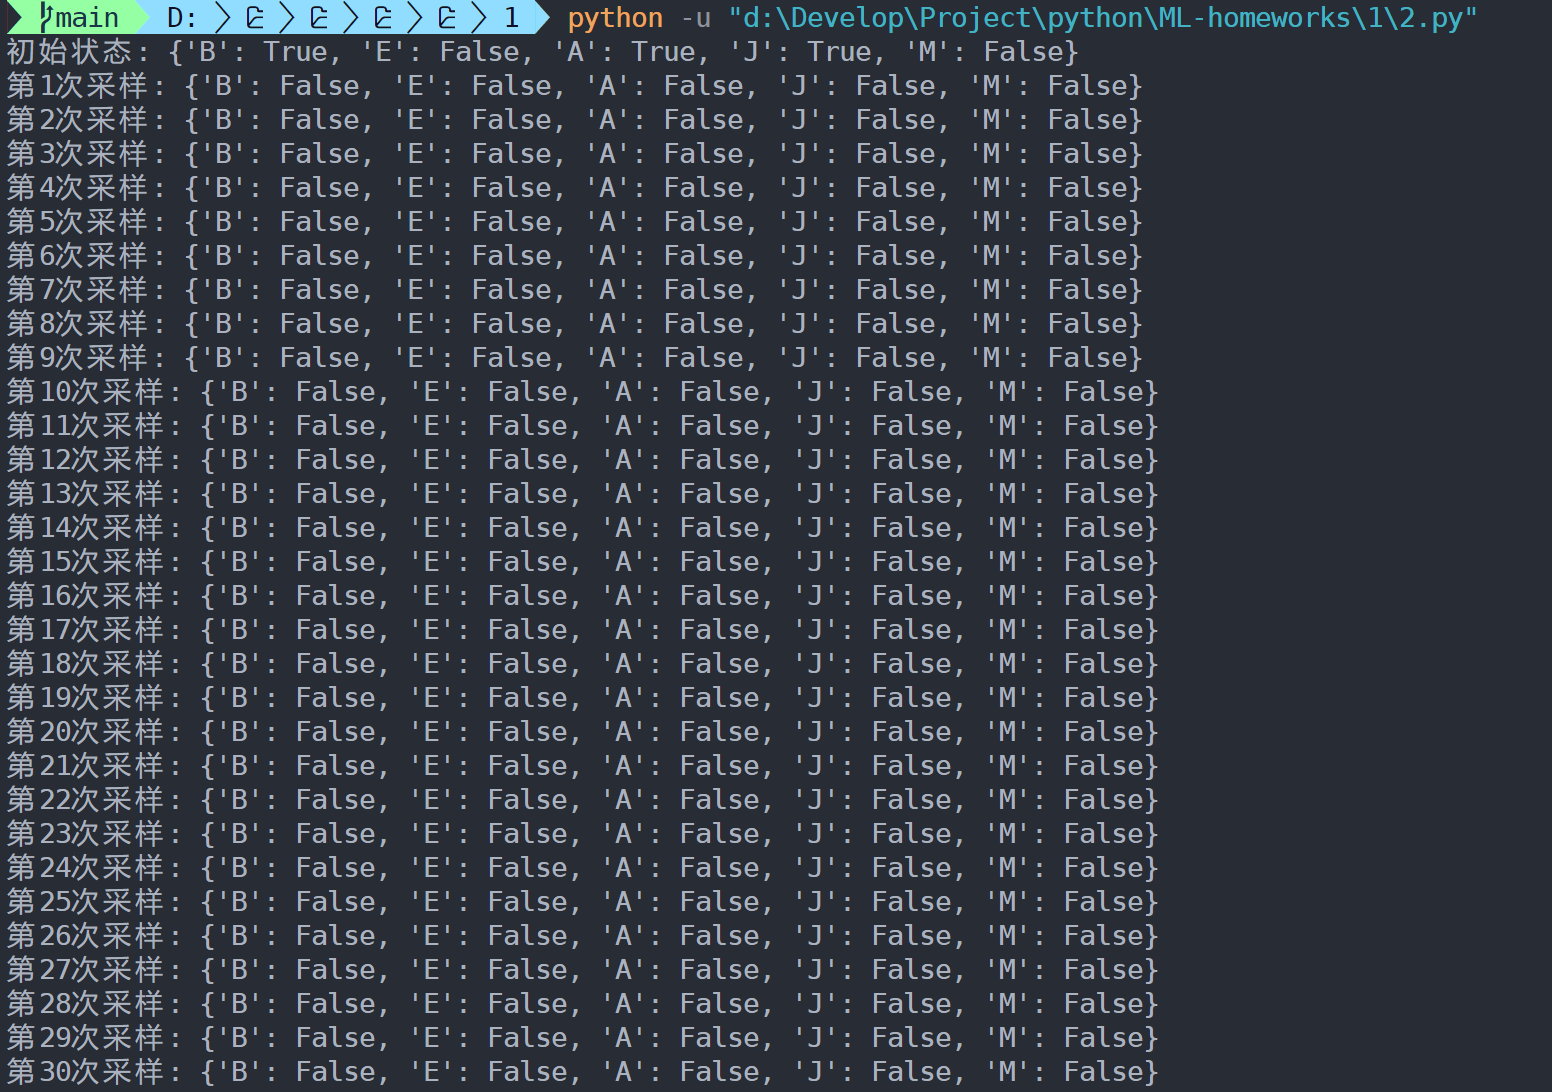 main D: 1 python -u "d:\Develop\Project\python\ML-homeworks\1\2.py"
初始状态: {'B': True, 'E': False, 'A': True, 'J': True, 'M': False}
第1次采样: {'B': False, 'E': False, 'A': False, 'J': False, 'M': False}
第2次采样: {'B': False, 'E': False, 'A': False, 'J': False, 'M': False}
第3次采样: {'B': False, 'E': False, 'A': False, 'J': False, 'M': False}
第4次采样: {'B': False, 'E': False, 'A': False, 'J': False, 'M': False}
第5次采样: {'B': False, 'E': False, 'A': False, 'J': False, 'M': False}
第6次采样: {'B': False, 'E': False, 'A': False, 'J': False, 'M': False}
第7次采样: {'B': False, 'E': False, 'A': False, 'J': False, 'M': False}
第8次采样: {'B': False, 'E': False, 'A': False, 'J': False, 'M': False}
第9次采样: {'B': False, 'E': False, 'A': False, 'J': False, 'M': False}
第10次采样: {'B': False, 'E': False, 'A': False, 'J': False, 'M': False}
第11次采样: {'B': False, 'E': False, 'A': False, 'J': False, 'M': False}
第12次采样: {'B': False, 'E': False, 'A': False, 'J': False, 'M': False}
第13次采样: {'B': False, 'E': False, 'A': False, 'J': False, 'M': False}
第14次采样: {'B': False, 'E': False, 'A': False, 'J': False, 'M': False}
第15次采样: {'B': False, 'E': False, 'A': False, 'J': False, 'M': False}
第16次采样: {'B': False, 'E': False, 'A': False, 'J': False, 'M': False}
第17次采样: {'B': False, 'E': False, 'A': False, 'J': False, 'M': False}
第18次采样: {'B': False, 'E': False, 'A': False, 'J': False, 'M': False}
第19次采样: {'B': False, 'E': False, 'A': False, 'J': False, 'M': False}
第20次采样: {'B': False, 'E': False, 'A': False, 'J': False, 'M': False}
第21次采样: {'B': False, 'E': False, 'A': False, 'J': False, 'M': False}
第22次采样: {'B': False, 'E': False, 'A': False, 'J': False, 'M': False}
第23次采样: {'B': False, 'E': False, 'A': False, 'J': False, 'M': False}
第24次采样: {'B': False, 'E': False, 'A': False, 'J': False, 'M': False}
第25次采样: {'B': False, 'E': False, 'A': False, 'J': False, 'M': False}
第26次采样: {'B': False, 'E': False, 'A': False, 'J': False, 'M': False}
第27次采样: {'B': False, 'E': False, 'A': False, 'J': False, 'M': False}
第28次采样: {'B': False, 'E': False, 'A': False, 'J': False, 'M': False}
第29次采样: {'B': False, 'E': False, 'A': False, 'J': False, 'M': False}
第30次采样: {'B': False, 'E': False, 'A': False, 'J': False, 'M': False}